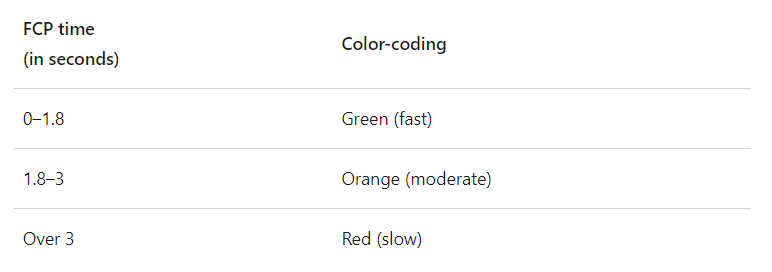 FCP time
(in seconds)
Color-coding
0–1.8
Green (fast)
1.8–3
Orange (moderate)
Over 3
Red (slow)